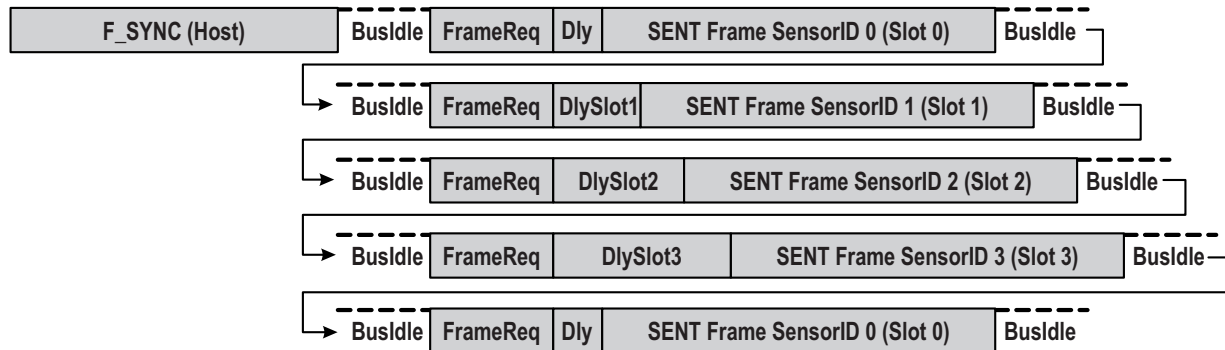 F_SYNC (Host) BusIdle FrameReq Dly SENT Frame SensorID 0 (Slot 0) BusIdle
BusIdle FrameReq DlySlot1 SENT Frame SensorID 1 (Slot 1) BusIdle
BusIdle FrameReq DlySlot2 SENT Frame SensorID 2 (Slot 2) BusIdle
BusIdle FrameReq DlySlot3 SENT Frame SensorID 3 (Slot 3) BusIdle
BusIdle FrameReq Dly SENT Frame SensorID 0 (Slot 0) BusIdle